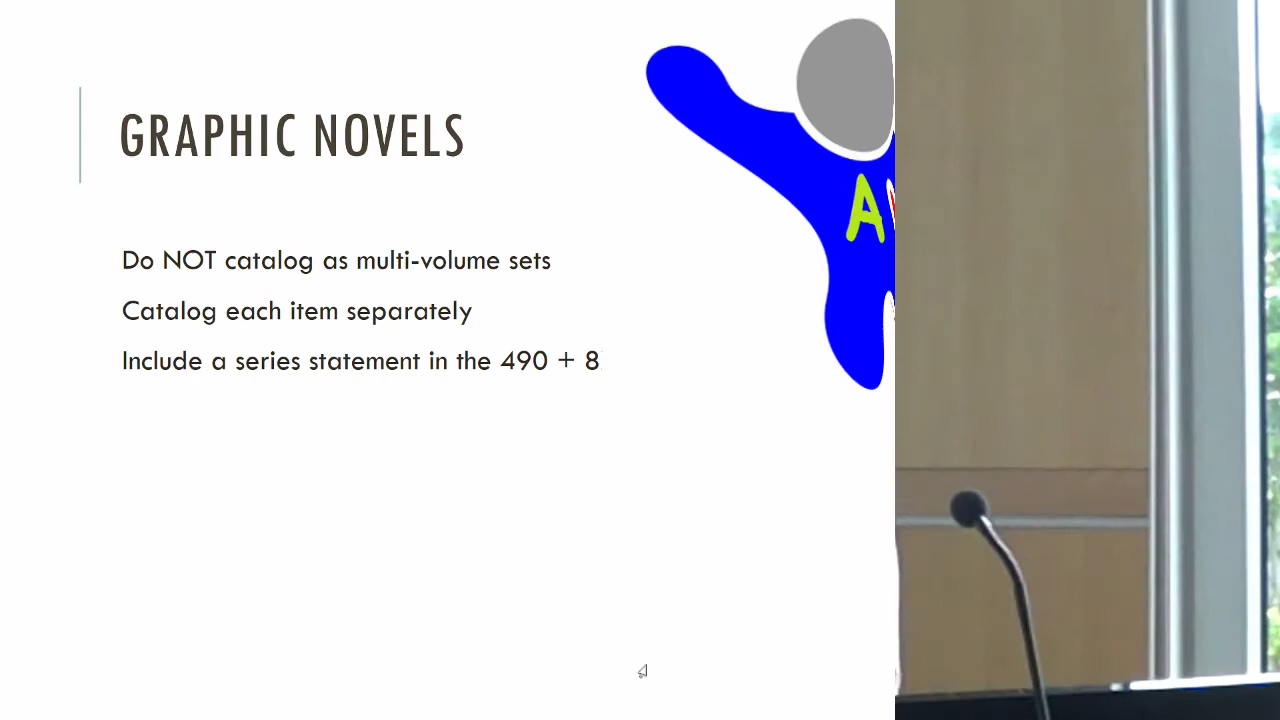 GRAPHIC NOVELS
A
Do NOT catalog as multi-volume sets
Catalog each item separately
Include a series statement in the 490 + 8